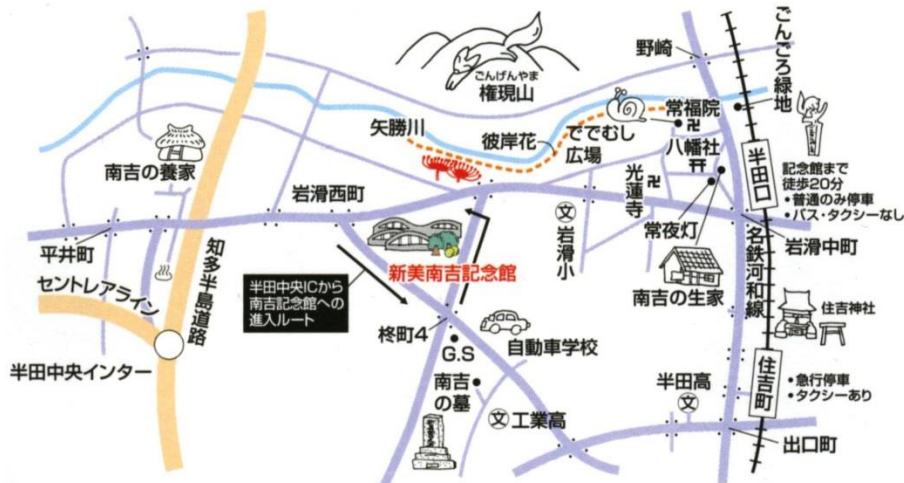 野崎
ごんごろ緑地
ごんげんやま
権現山
常福院
矢勝川
彼岸花
ででむし
広場
八幡社
半田口
記念館まで
徒歩20分
•普通のみ停車
•バス・タクシーなし
南吉の養家
岩滑西町
光蓮寺
文
岩滑小
常夜灯
岩滑中町
平井町
知多半島道路
新美南吉記念館
南吉の生家
名鉄河和線
セントレアライン
半田中央ICから
南吉記念館への
進入ルート
住吉神社
柊町4
自動車学校
G.S
半田中央インター
南吉
の墓
半田高
文
住吉町
•急行停車
•タクシーあり
文
工業高
出口町